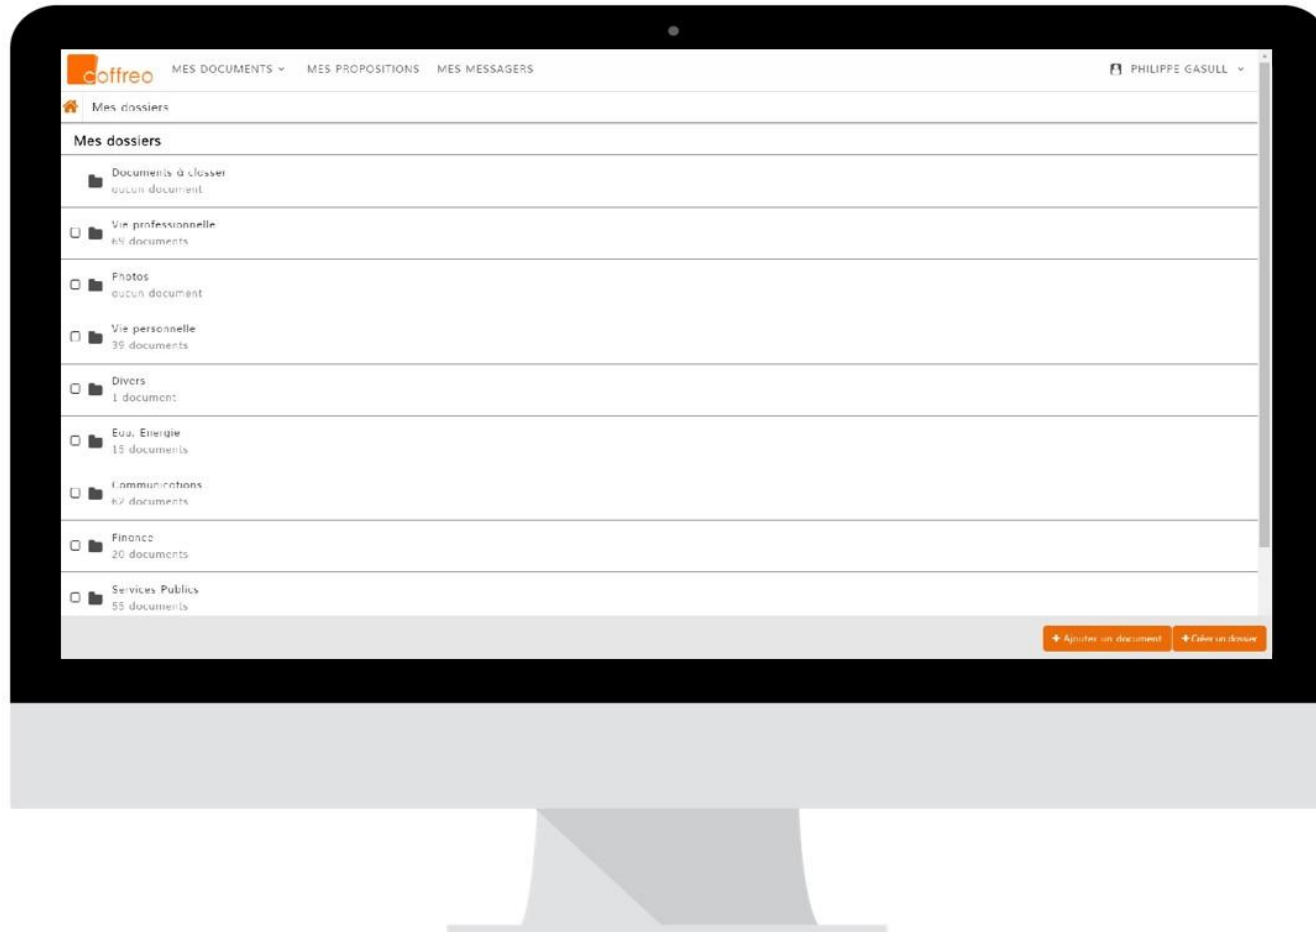 coffreo MES DOCUMENTS MES PROPOSITIONS MES MESSAGERS PHILIPPE GASULL
Mes dossiers
Mes dossiers
Documents à classer
aucun document
Vie professionnelle
69 documents
Photos
aucun document
Vie personnelle
39 documents
Divers
1 document
Eau, Energie
15 documents
Communications
62 documents
Finance
20 documents
Services Publics
55 documents
+ Ajouter un document + Créer un dossier